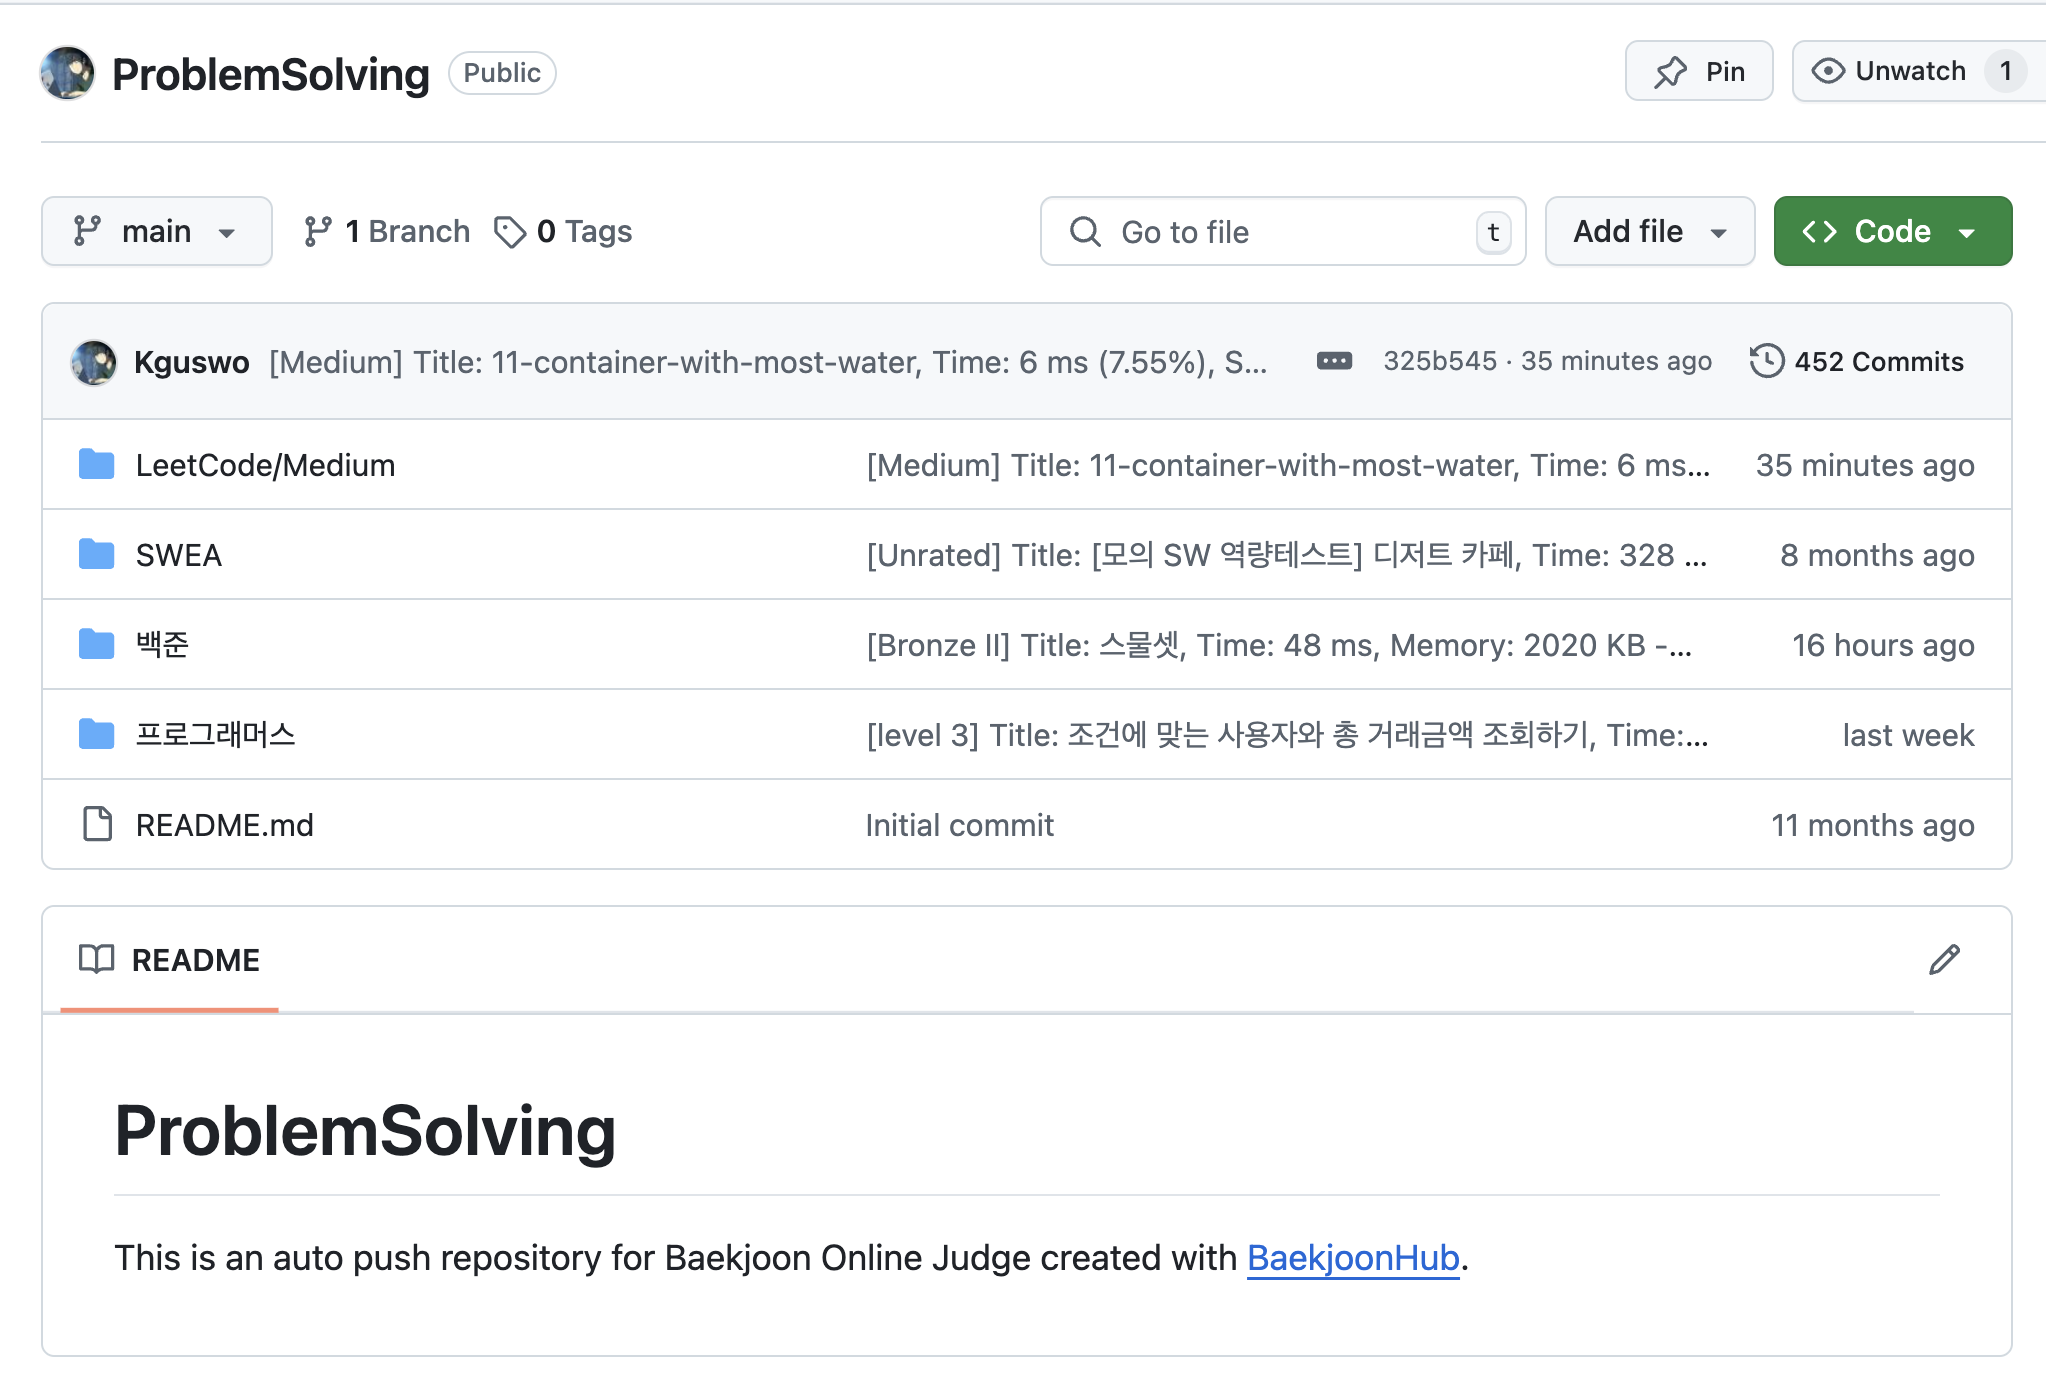 ProblemSolving Public Pin Unwatch 1
main 1 Branch 0 Tags Go to file t Add file Code
Kguswo [Medium] Title: 11-container-with-most-water, Time: 6 ms (7.55%), S... 325b545 · 35 minutes ago 452 Commits
LeetCode/Medium [Medium] Title: 11-container-with-most-water, Time: 6 ms... 35 minutes ago
SWEA [Unrated] Title: [모의 SW 역량테스트] 디저트 카페, Time: 328 ... 8 months ago
백준 [Bronze II] Title: 스물셋, Time: 48 ms, Memory: 2020 KB -... 16 hours ago
프로그래머스 [level 3] Title: 조건에 맞는 사용자와 총 거래금액 조회하기, Time:... last week
README.md Initial commit 11 months ago
README
ProblemSolving
This is an auto push repository for Baekjoon Online Judge created with BaekjoonHub.